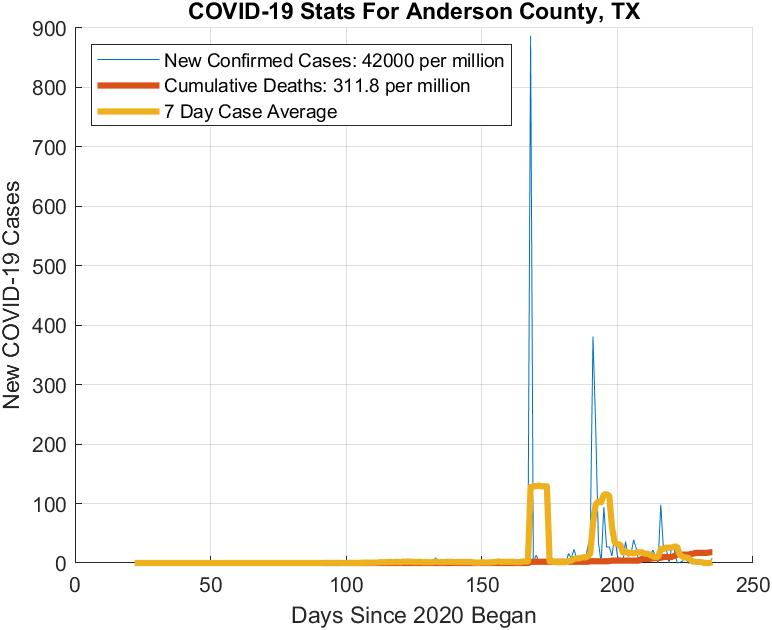 COVID-19 Stats For Anderson County, TX
New Confirmed Cases: 42000 per million
Cumulative Deaths: 311.8 per million
7 Day Case Average
New COVID-19 Cases
900
800
700
600
500
400
300
200
100
0
0
50
100
150
200
250
Days Since 2020 Began